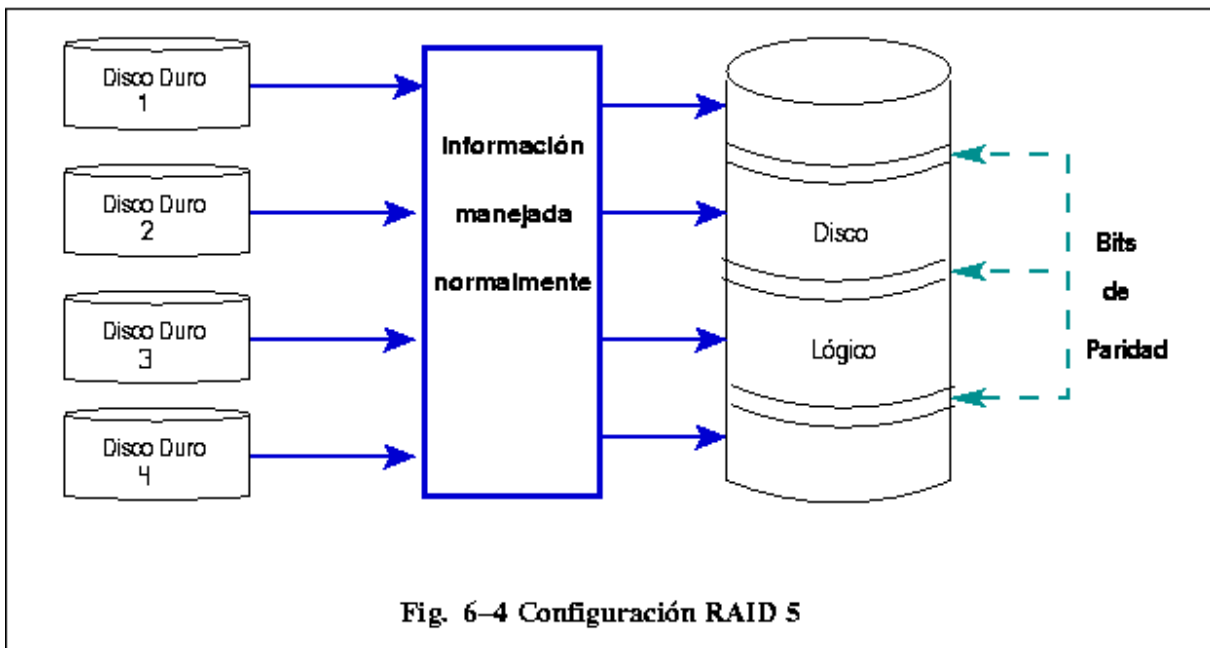 Disco Duro
1
Disco Duro
2
Disco Duro
3
Disco Duro
4
Información
manejada
normalmente
Disco
Lógico
Bits
de
Paridad
Fig. 6–4 Configuración RAID 5